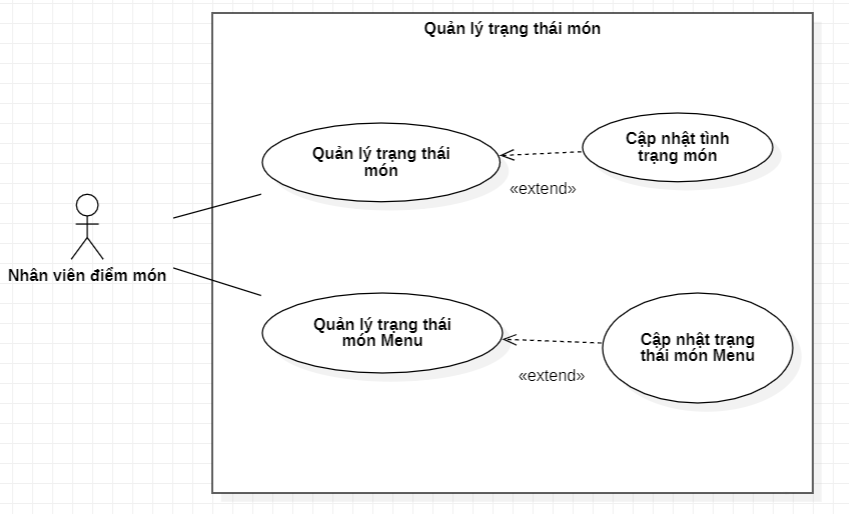 Quản lý trạng thái món
Quản lý trạng thái
món
Cập nhật tình
trạng món
«extend»
Nhân viên điểm món
Quản lý trạng thái
món Menu
Cập nhật trạng
thái món Menu
«extend»